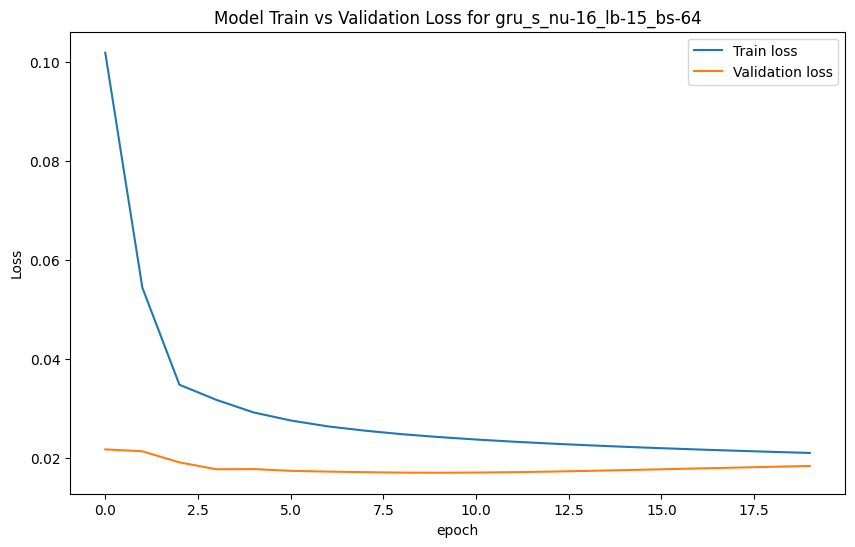 Model Train vs Validation Loss for gru_s_nu-16_lb-15_bs-64
Train loss
Validation loss
0.10
0.08
0.06
0.04
0.02
Loss
0.0 2.5 5.0 7.5 10.0 12.5 15.0 17.5
epoch